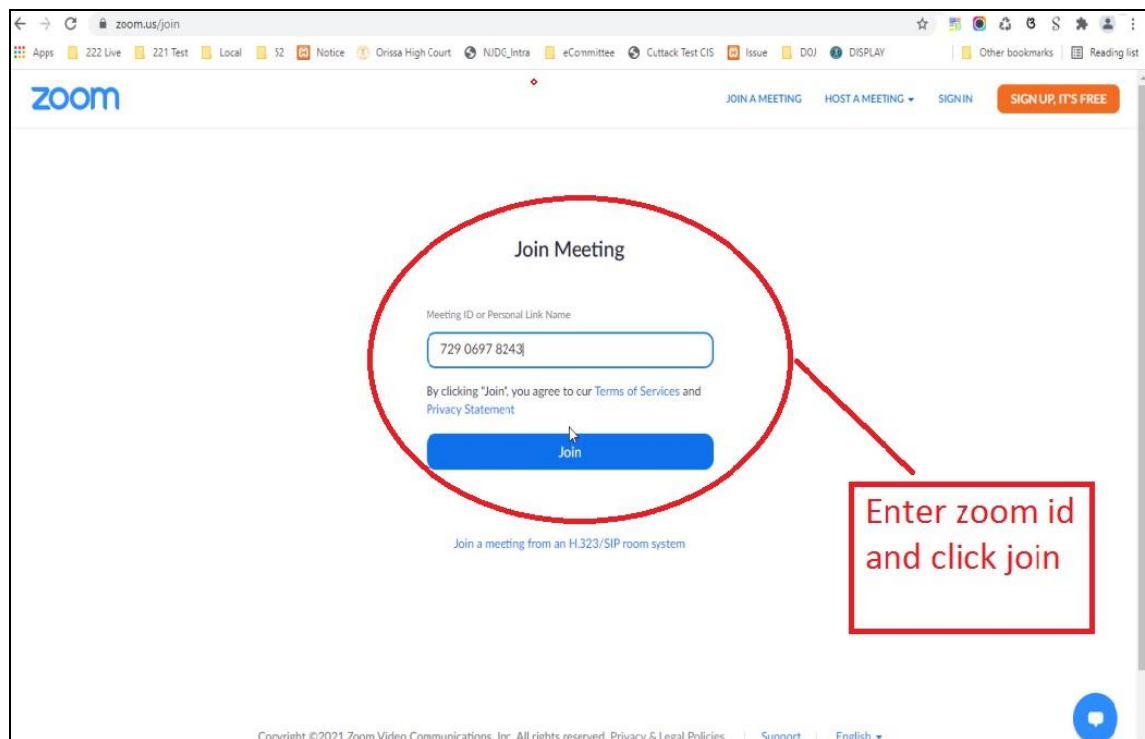 zoom.us/join
Apps 222 Live 221 Test Local 52 Notice Orissa High Court NJDC_Intra eCommittee Cuttack Test CIS Issue DOJ DISPLAY Other bookmarks Reading list
zoom JOIN A MEETING HOST A MEETING SIGN IN SIGN UP, IT'S FREE
Join Meeting
Meeting ID or Personal Link Name
729 0697 8243
By clicking "Join", you agree to our Terms of Services and
Privacy Statement
Join
Enter zoom id
and click join
Join a meeting from an H.323/SIP room system
Copyright ©2021 Zoom Video Communications, Inc. All rights reserved. Privacy & Legal Policies Support English